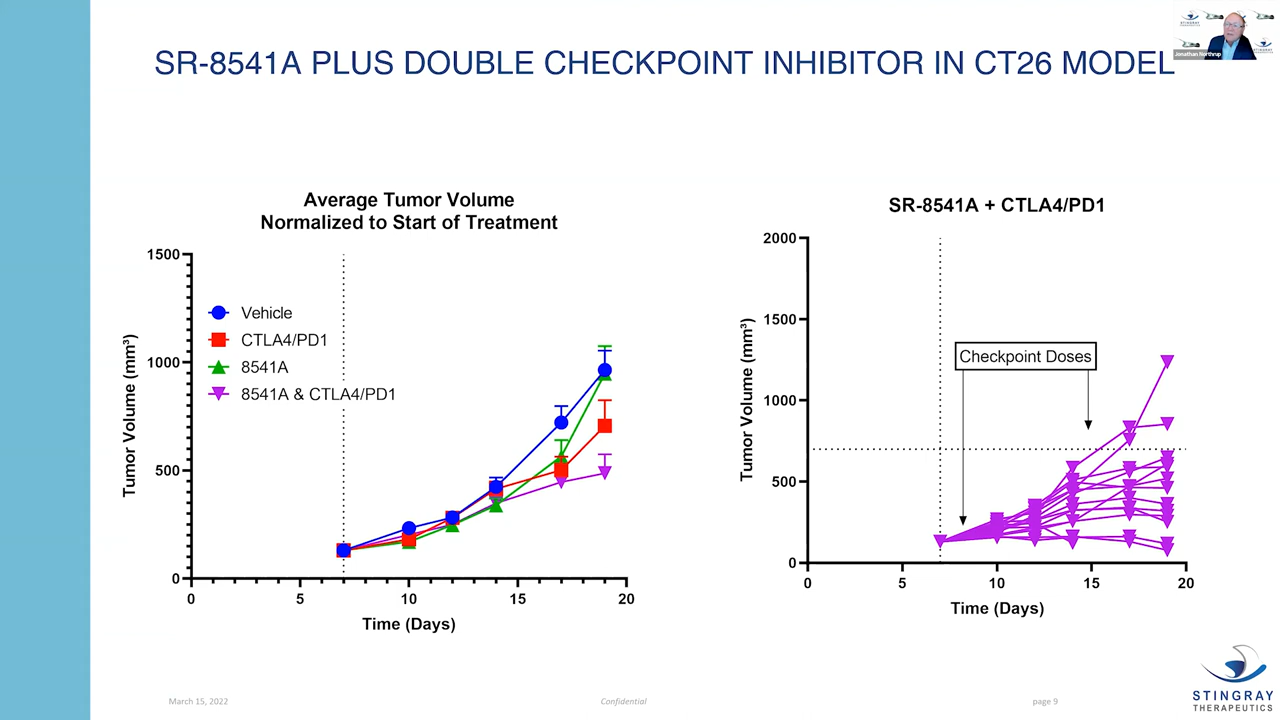 SR-8541A PLUS DOUBLE CHECKPOINT INHIBITOR IN CT26 MODEL
STINGRAY
Jonathan Northrup
Average Tumor Volume
Normalized to Start of Treatment
1500
1000
500
0
Tumor Volume (mm³)
Vehicle
CTLA4/PD1
8541A
8541A & CTLA4/PD1
0 5 10 15 20
Time (Days)
SR-8541A + CTLA4/PD1
2000
1500
1000
500
0
Tumor Volume (mm³)
Checkpoint Doses
0 5 10 15 20
Time (Days)
March 15, 2022
Confidential
page 9
STINGRAY
THERAPEUTICS